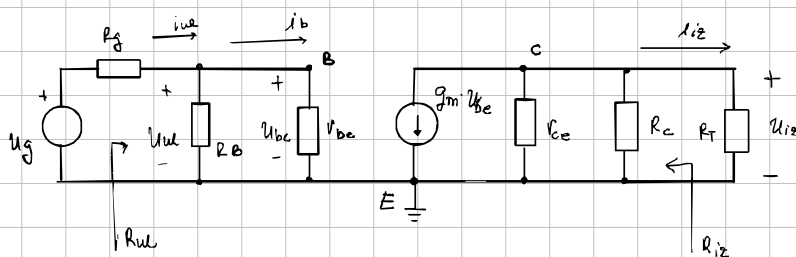 Rg
iul
ib
B
C
iiz
+
+
+
gm Ube
+
Ug
Uul
RB
Ube
rbe
rce
RC
RT
Uiz
-
-
-
E
Rul
Riz